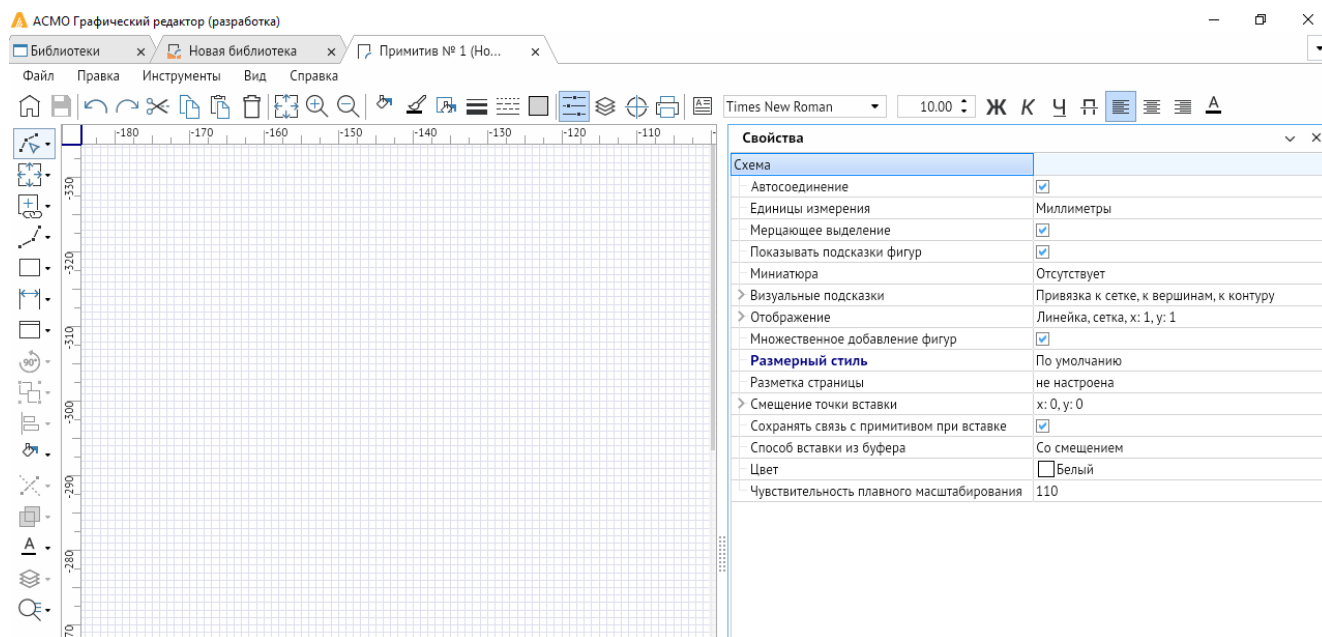 АСМО Графический редактор (разработка)
Библиотеки
Новая библиотека
Примитив № 1 (Но...
Файл Правка Инструменты Вид Справка
Times New Roman 10.00 Ж К Ч П А
-180 -170 -160 -150 -140 -130 -120 -110
Свойства
Схема
Автосоединение
Единицы измерения Миллиметры
Мерцающее выделение
Показывать подсказки фигур
Миниатюра Отсутствует
Визуальные подсказки Привязка к сетке, к вершинам, к контуру
Отображение Линейка, сетка, x: 1, y: 1
Множественное добавление фигур
Размерный стиль По умолчанию
Разметка страницы не настроена
Смещение точки вставки x: 0, y: 0
Сохранять связь с примитивом при вставке
Способ вставки из буфера Со смещением
Цвет Белый
Чувствительность плавного масштабирования 110
-330
-320
-310
-300
-290
-280
70
90°
А